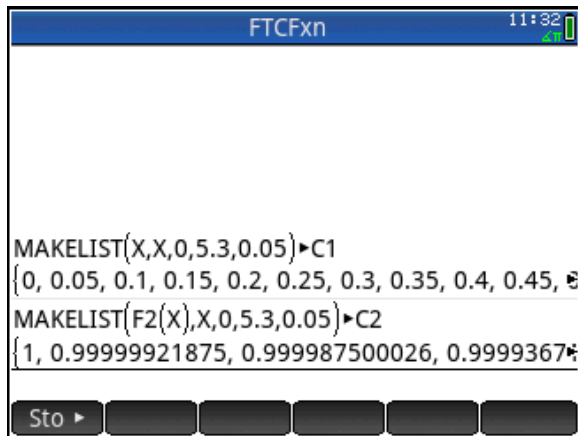 FTCFxn
11:32
∠π
MAKELIST(X,X,0,5.3,0.05)▶C1
{0, 0.05, 0.1, 0.15, 0.2, 0.25, 0.3, 0.35, 0.4, 0.45,
MAKELIST(F2(X),X,0,5.3,0.05)▶C2
{1, 0.99999921875, 0.999987500026, 0.9999367
Sto ▶